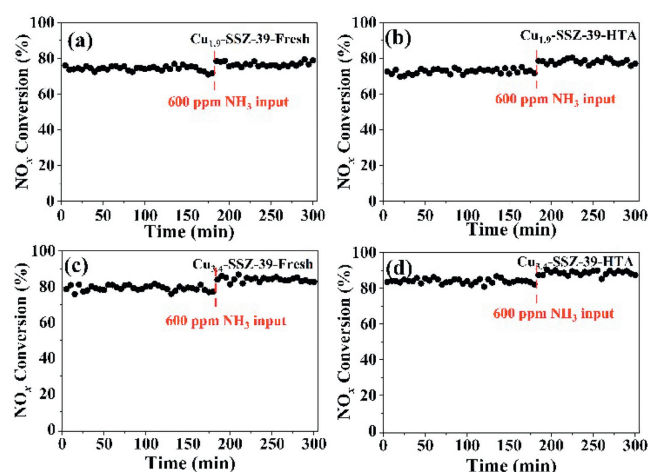 (a)
Cu1.9-SSZ-39-Fresh
600 ppm NH3 input
NOx Conversion (%)
100
80
60
40
20
0
0 50 100 150 200 250 300
Time (min)
(b)
Cu1.9-SSZ-39-HTA
600 ppm NH3 input
NOx Conversion (%)
100
80
60
40
20
0
0 50 100 150 200 250 300
Time (min)
(c)
Cu3.4-SSZ-39-Fresh
600 ppm NH3 input
NOx Conversion (%)
100
80
60
40
20
0
0 50 100 150 200 250 300
Time (min)
(d)
Cu3.4-SSZ-39-HTA
600 ppm NH3 input
NOx Conversion (%)
100
80
60
40
20
0
0 50 100 150 200 250 300
Time (min)